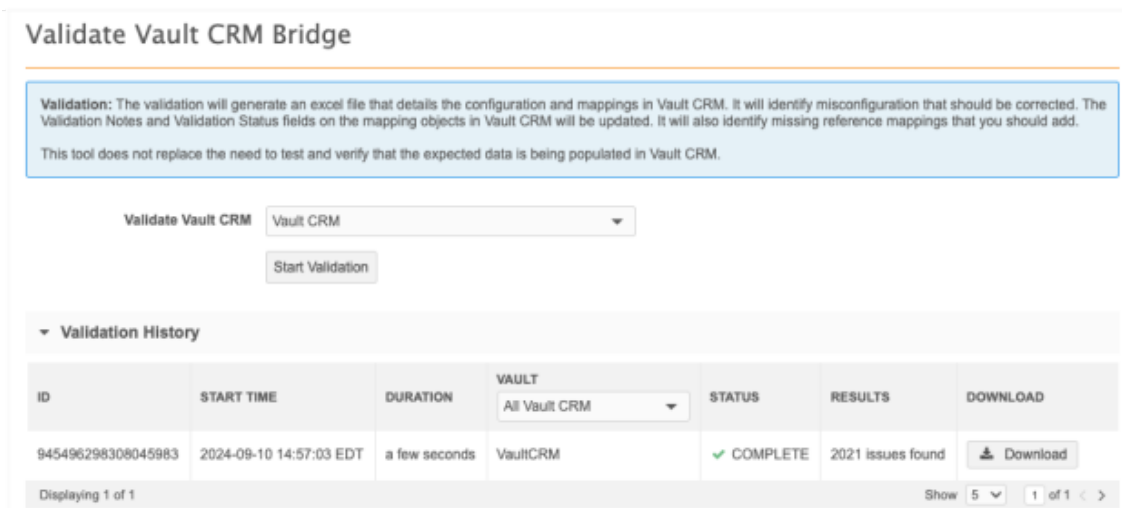 Validate Vault CRM Bridge
Validation: The validation will generate an excel file that details the configuration and mappings in Vault CRM. It will identify misconfiguration that should be corrected. The
Validation Notes and Validation Status fields on the mapping objects in Vault CRM will be updated. It will also identify missing reference mappings that you should add.
This tool does not replace the need to test and verify that the expected data is being populated in Vault CRM.
Validate Vault CRM Vault CRM
Start Validation
Validation History
ID START TIME DURATION VAULT All Vault CRM STATUS RESULTS DOWNLOAD
945496298308045983 2024-09-10 14:57:03 EDT a few seconds VaultCRM COMPLETE 2021 issues found Download
Displaying 1 of 1 Show 5 1 of 1